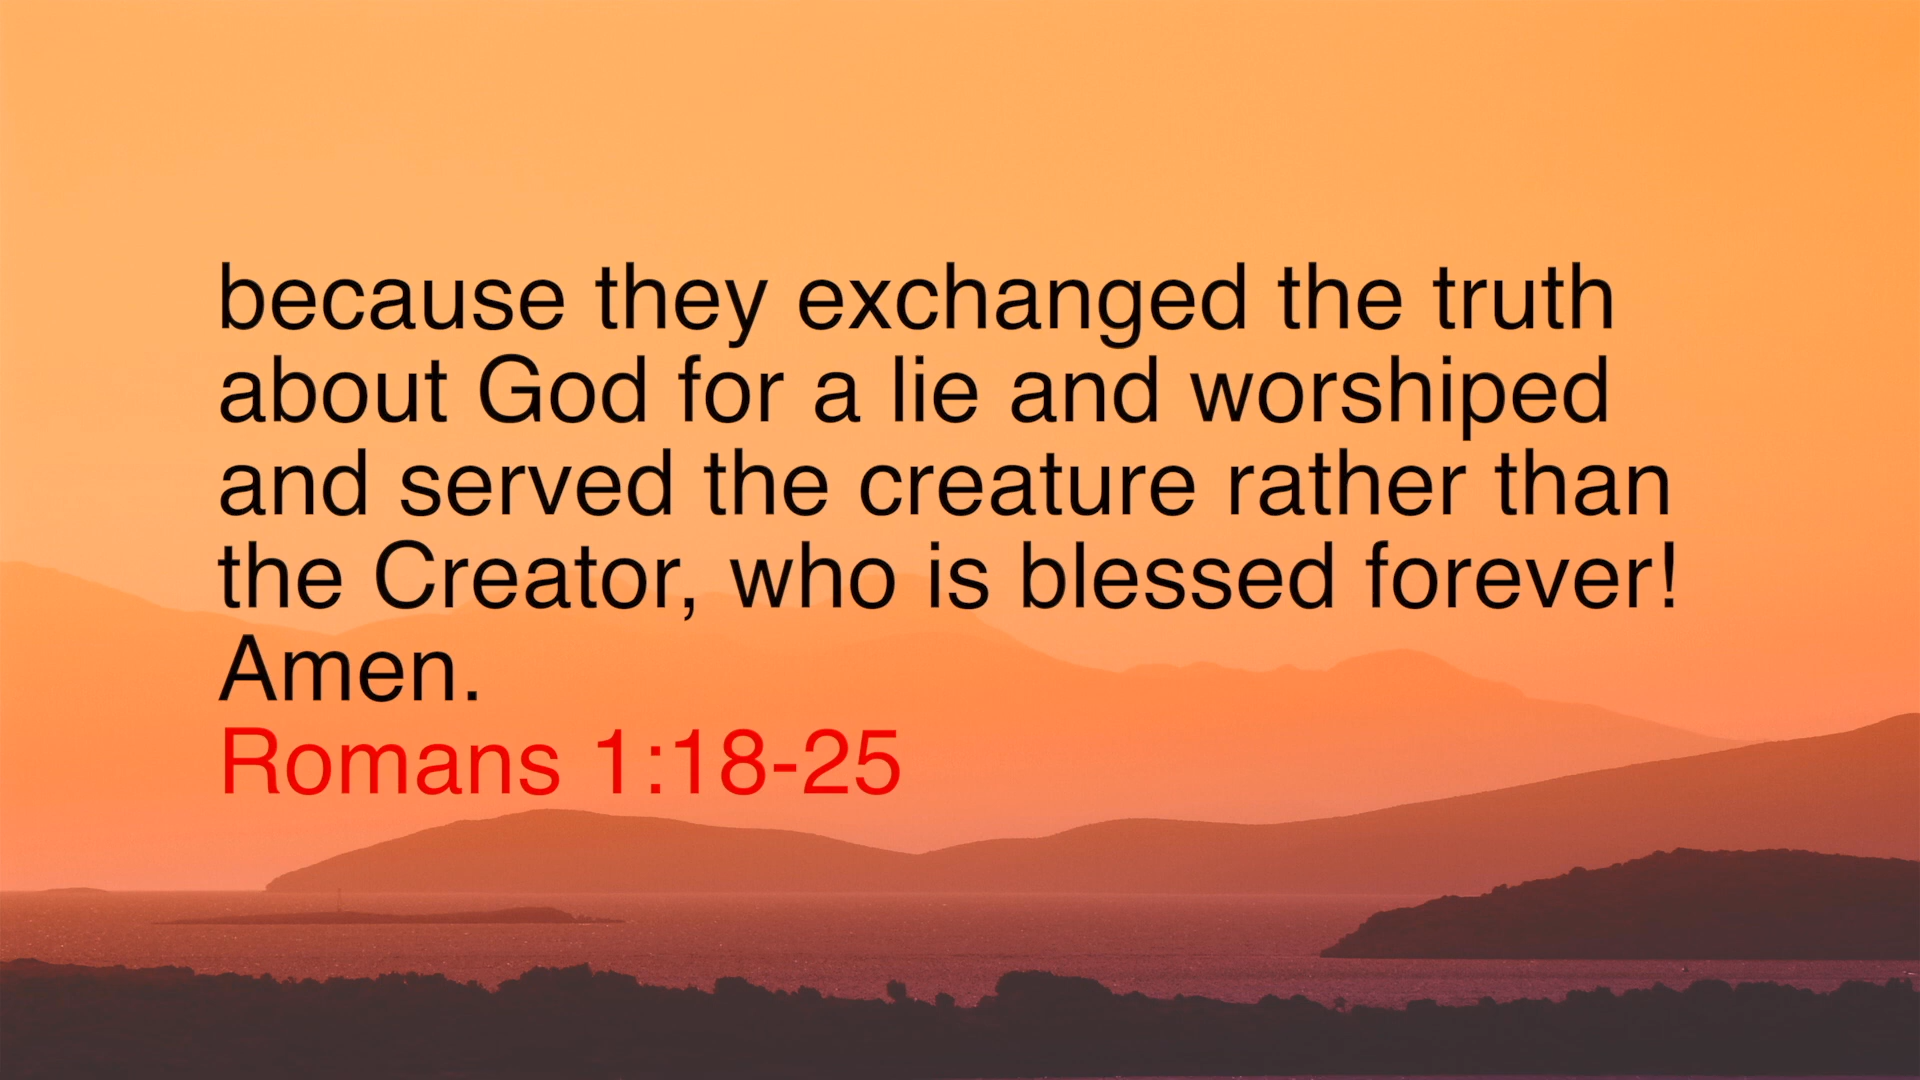 because they exchanged the truth
about God for a lie and worshiped
and served the creature rather than
the Creator, who is blessed forever!
Amen.
Romans 1:18-25